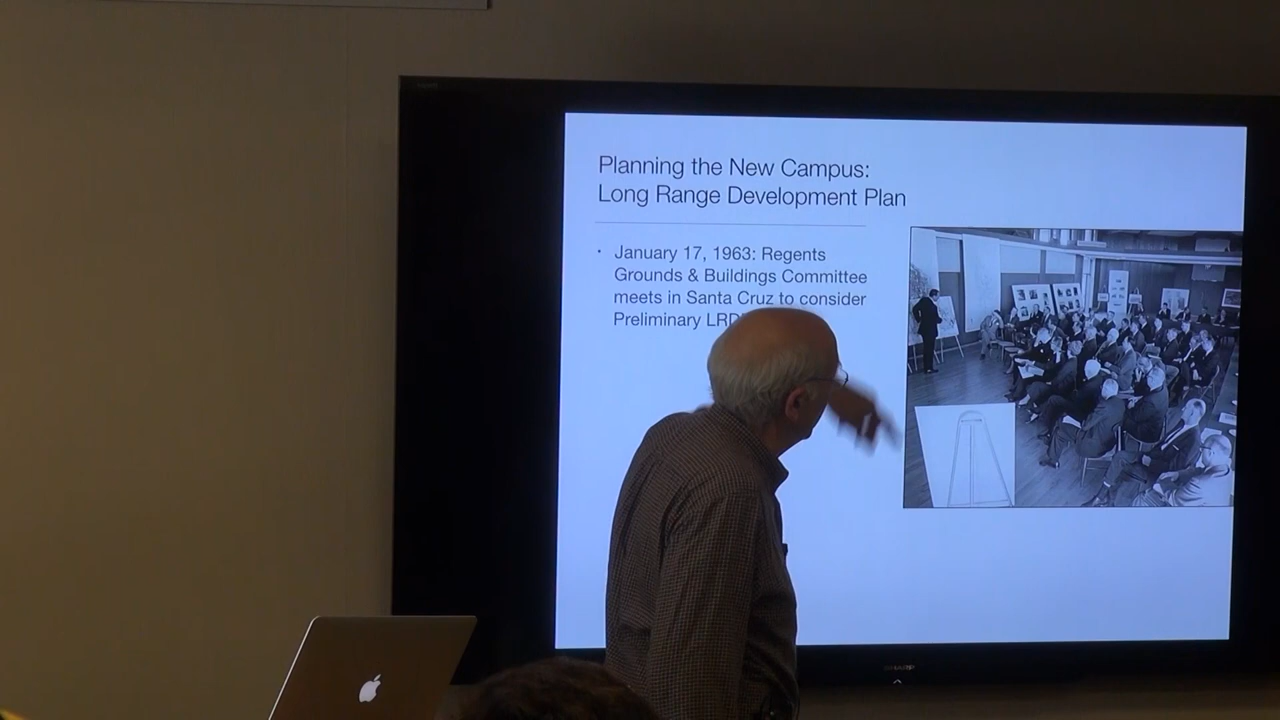 Planning the New Campus:
Long Range Development Plan
• January 17, 1963: Regents
Grounds & Buildings Committee
meets in Santa Cruz to consider
Preliminary LRD
SHARP